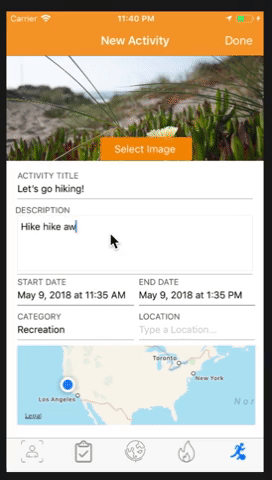 Carrier 11:40 PM
New Activity Done
Select Image
ACTIVITY TITLE
Let's go hiking!
DESCRIPTION
Hike hike aw
START DATE END DATE
May 9, 2018 at 11:35 AM May 9, 2018 at 1:35 PM
CATEGORY LOCATION
Recreation Type a Location...
Toronto
New York
Los Angeles
Nor
Legal